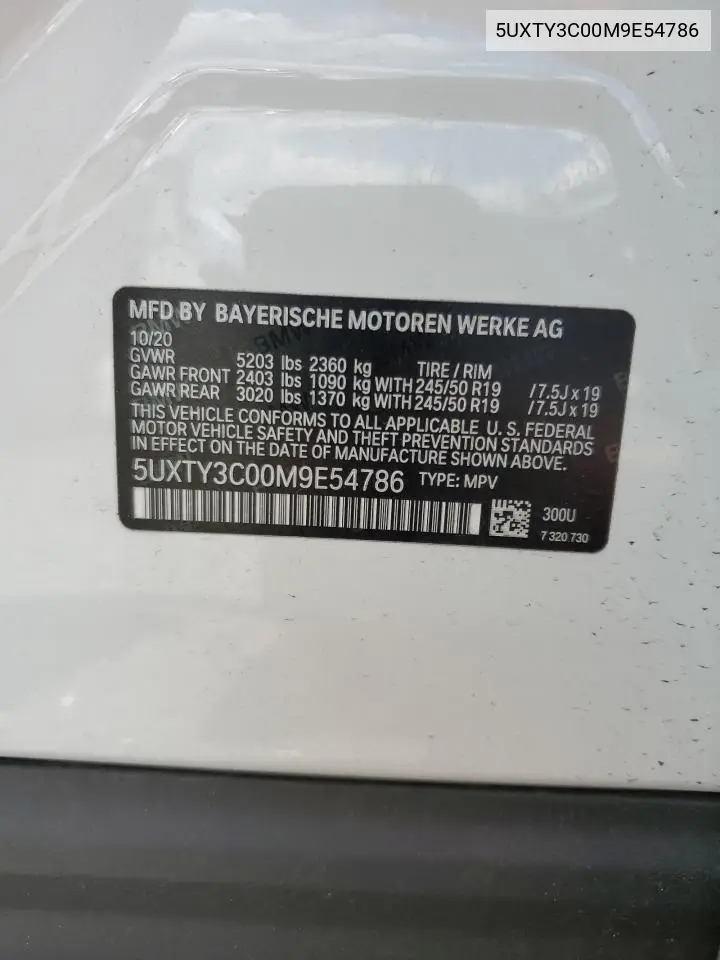 5UXTY3C00M9E54786
MFD BY BAYERISCHE MOTOREN WERKE AG
10/20
GVWR 5203 lbs 2360 kg TIRE / RIM
GAWR FRONT 2403 lbs 1090 kg WITH 245/50 R19 / 7.5J x 19
GAWR REAR 3020 lbs 1370 kg WITH 245/50 R19 / 7.5J x 19
THIS VEHICLE CONFORMS TO ALL APPLICABLE U.S. FEDERAL
MOTOR VEHICLE SAFETY AND THEFT PREVENTION STANDARDS
IN EFFECT ON THE DATE OF MANUFACTURE SHOWN ABOVE.
5UXTY3C00M9E54786 TYPE: MPV
300U
7 320 730